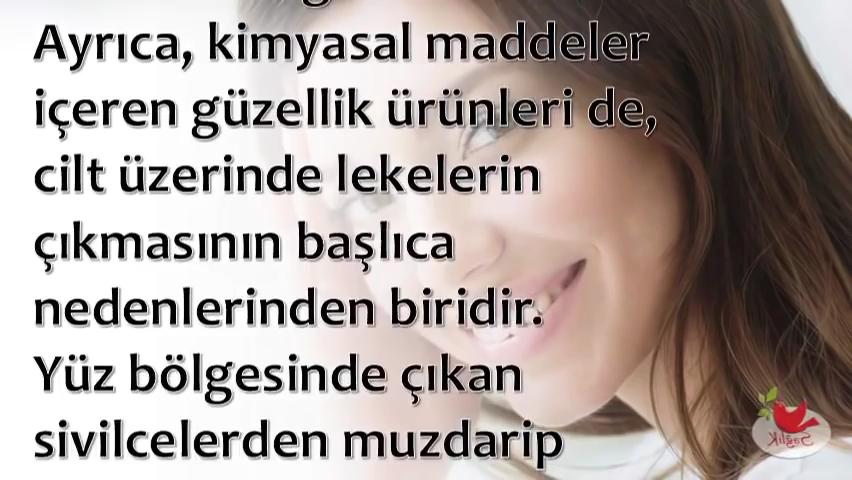 Ayrıca, kimyasal maddeler
içeren güzellik ürünleri de,
cilt üzerinde lekelerin
çıkmasının başlıca
nedenlerinden biridir.
Yüz bölgesinde çıkan
sivilcelerden muzdarip
Sağlık